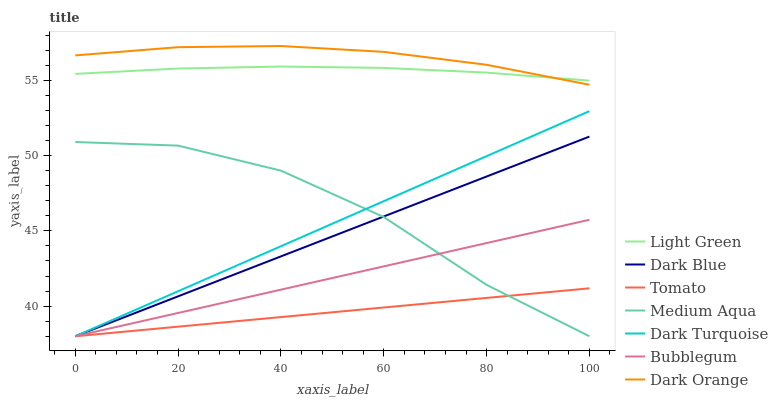 title
55
50
45
40
0
20
40
60
80
100
xaxis_label
yaxis_label
Light Green
Dark Blue
Tomato
Medium Aqua
Dark Turquoise
Bubblegum
Dark Orange